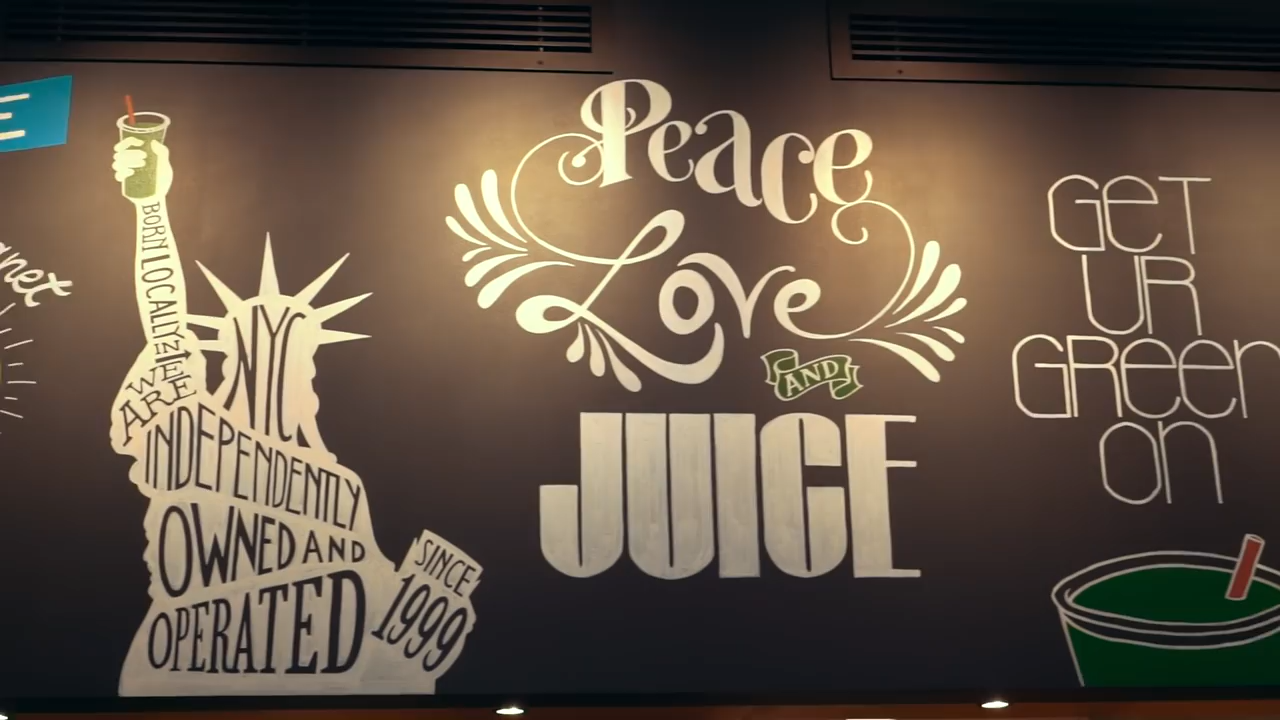 E
net
BORN LOCALLY
WE
ARE
NYC
INDEPENDENTLY
OWNED AND
OPERATED
SINCE
1999
Peace
Love
AND
JUICE
GET
UR
GREEN
ON